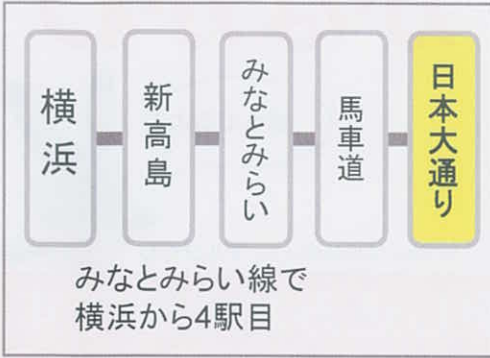 横浜
新高島
みなとみらい
馬車道
日本大通り
みなとみらい線で
横浜から4駅目